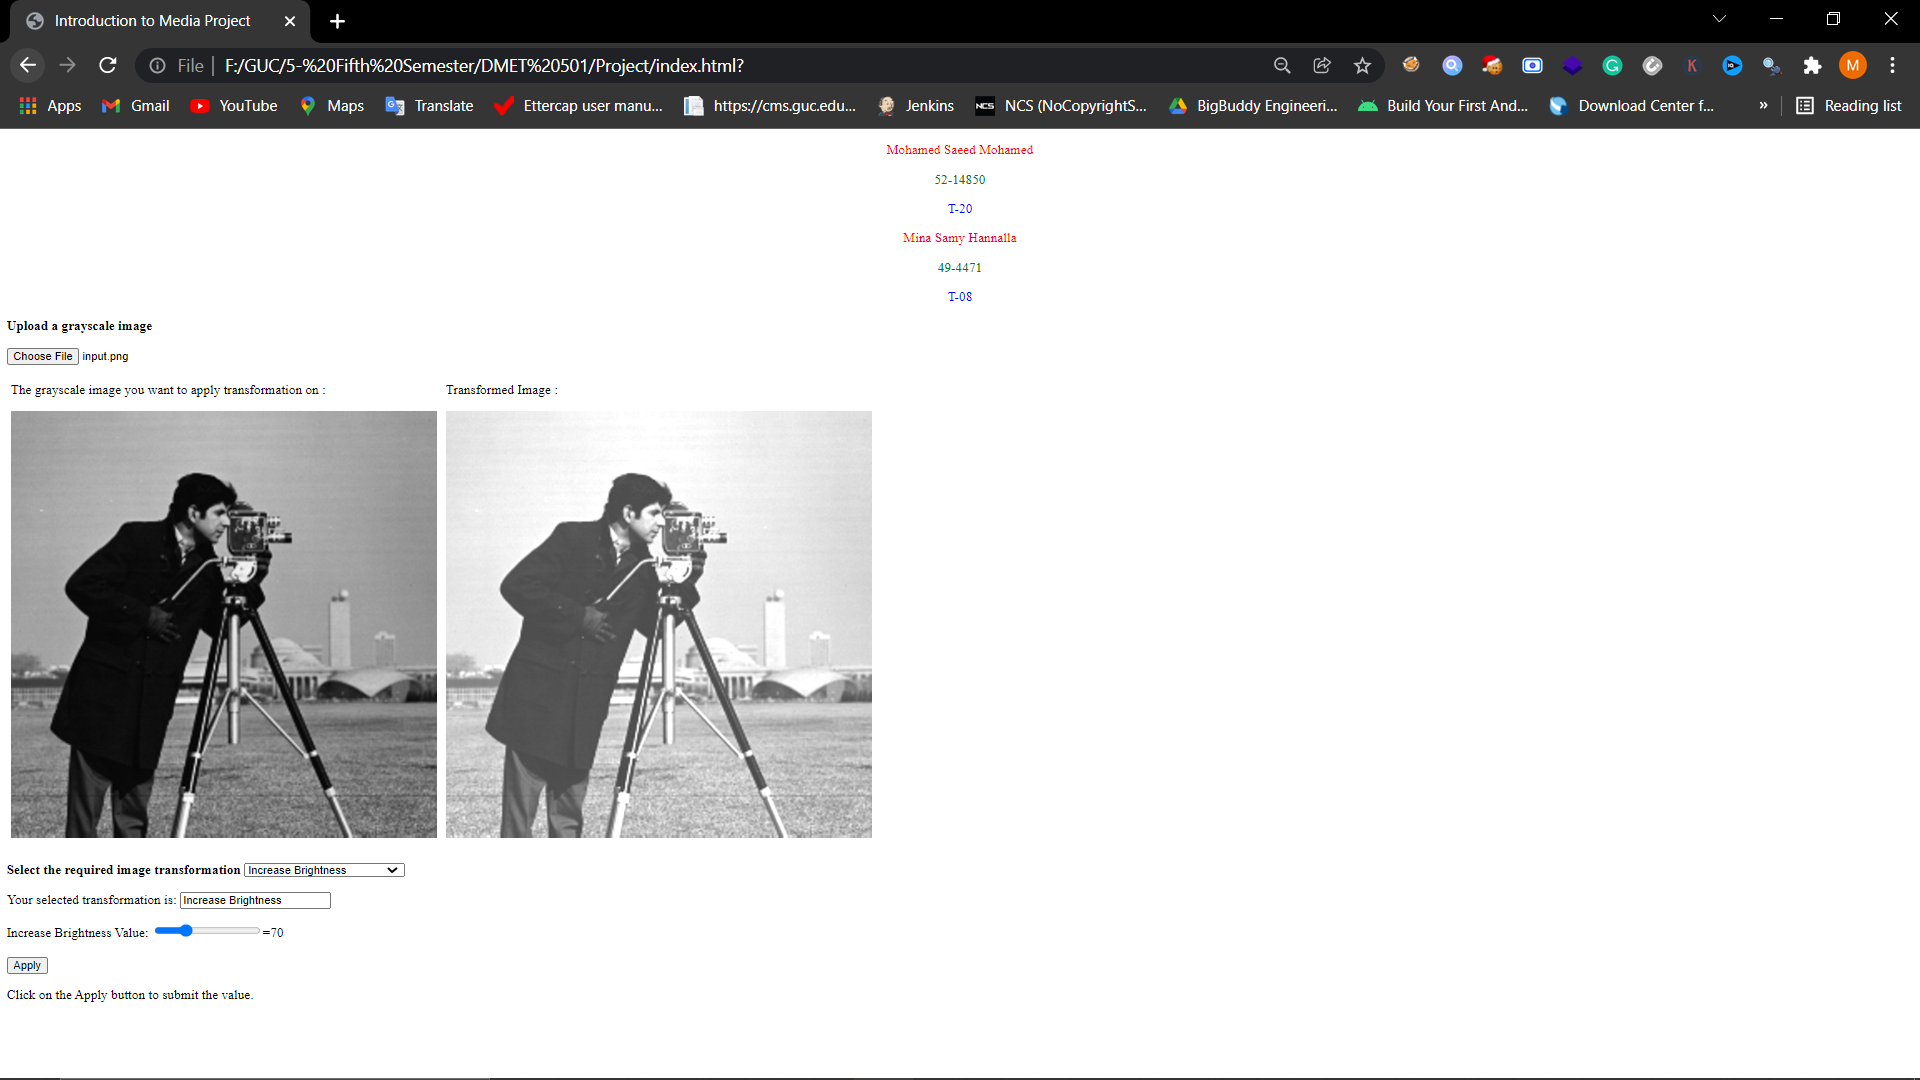 Introduction to Media Project
File F:/GUC/5-%20Fifth%20Semester/DMET%20501/Project/index.html?
M
Apps Gmail YouTube Maps Translate Ettercap user manu... https://cms.guc.edu... Jenkins NCS NCS (NoCopyrightS... BigBuddy Engineeri... Build Your First And... Download Center f... » Reading list
Mohamed Saeed Mohamed
52-14850
T-20
Mina Samy Hannalla
49-4471
T-08
Upload a grayscale image
Choose File input.png
The grayscale image you want to apply transformation on : Transformed Image :
Select the required image transformation Increase Brightness
Your selected transformation is: Increase Brightness
Increase Brightness Value: =70
Apply
Click on the Apply button to submit the value.